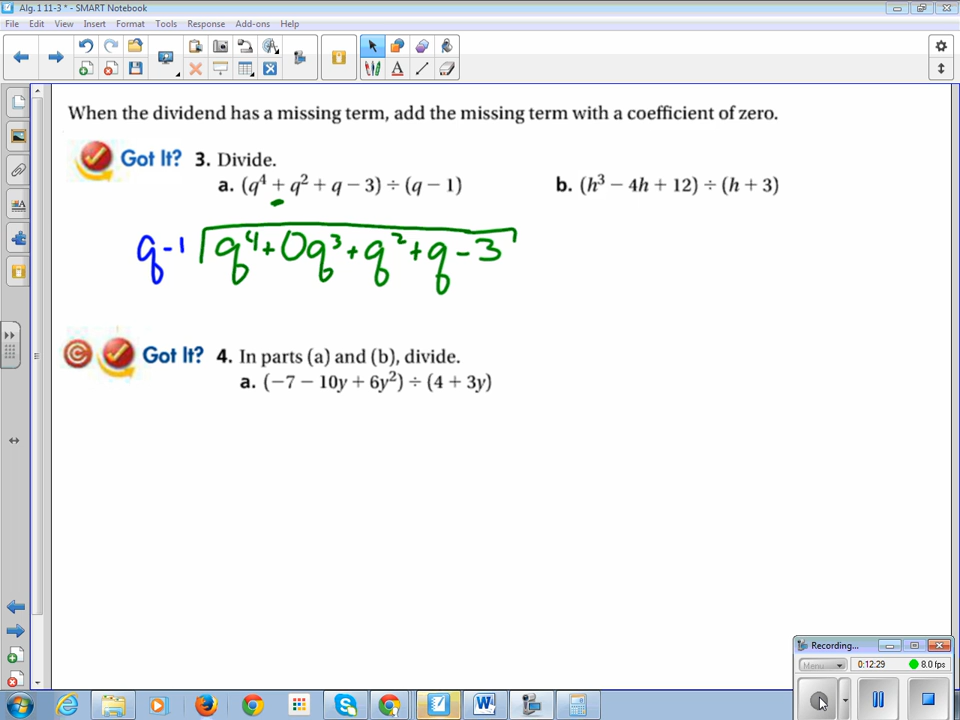 Alg.1 11-3 * - SMART Notebook
File Edit View Insert Format Tools Response Add-ons Help
When the dividend has a missing term, add the missing term with a coefficient of zero.
Got It? 3. Divide.
a. (q⁴ + q² + q − 3) ÷ (q − 1) b. (h³ − 4h + 12) ÷ (h + 3)
q-1 q⁴+0q³+q²+q-3
© Got It? 4. In parts (a) and (b), divide.
a. (−7 − 10y + 6y²) ÷ (4 + 3y)
Recording...
Menu 0:12:29 8.0 fps